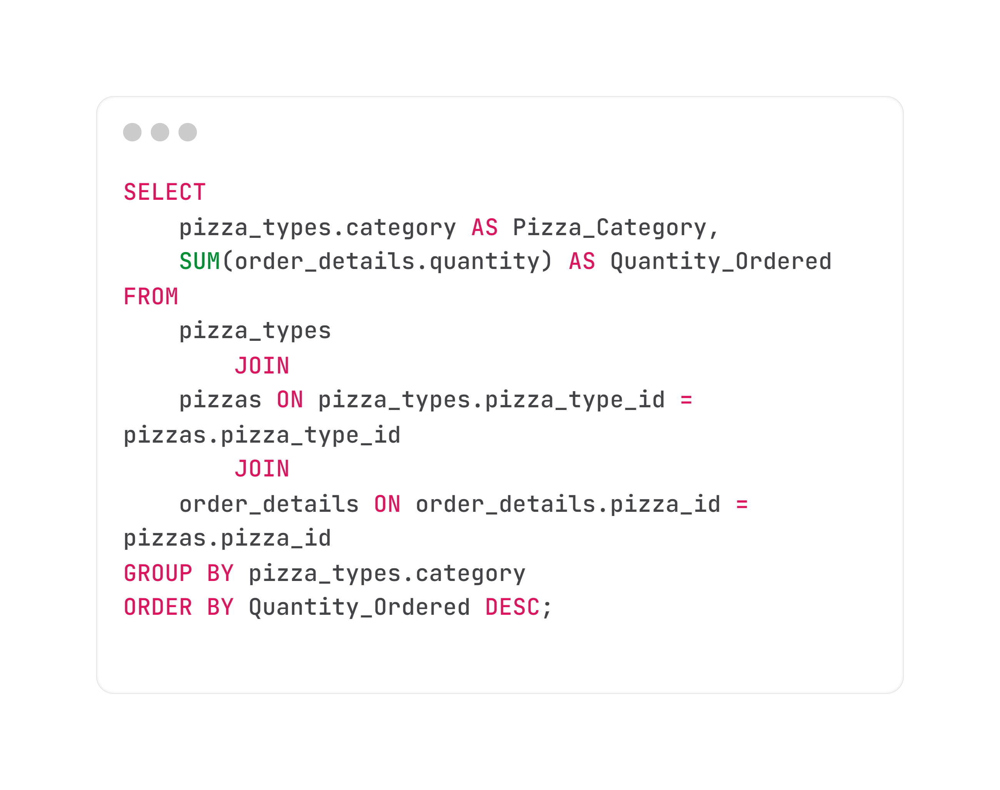 SELECT
    pizza_types.category AS Pizza_Category,
    SUM(order_details.quantity) AS Quantity_Ordered
FROM
    pizza_types
        JOIN
    pizzas ON pizza_types.pizza_type_id =
pizzas.pizza_type_id
        JOIN
    order_details ON order_details.pizza_id =
pizzas.pizza_id
GROUP BY pizza_types.category
ORDER BY Quantity_Ordered DESC;